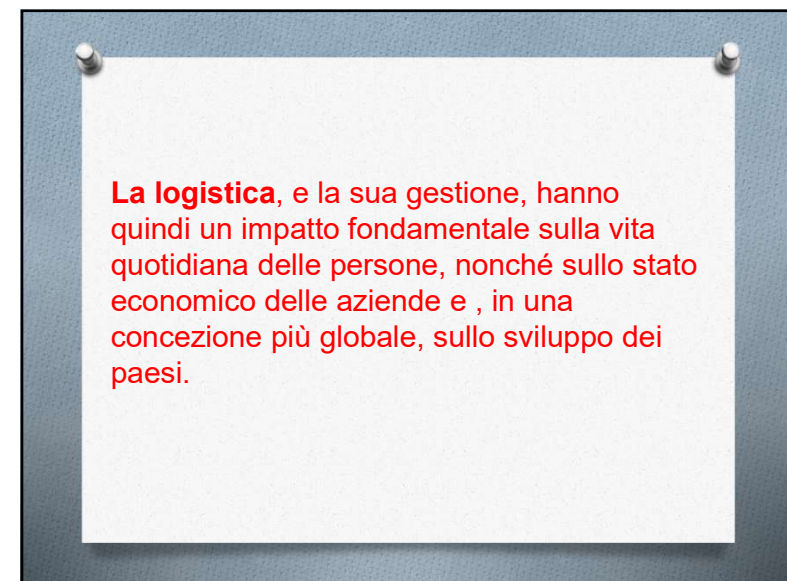 La logistica, e la sua gestione, hanno
quindi un impatto fondamentale sulla vita
quotidiana delle persone, nonché sullo stato
economico delle aziende e , in una
concezione più globale, sullo sviluppo dei
paesi.